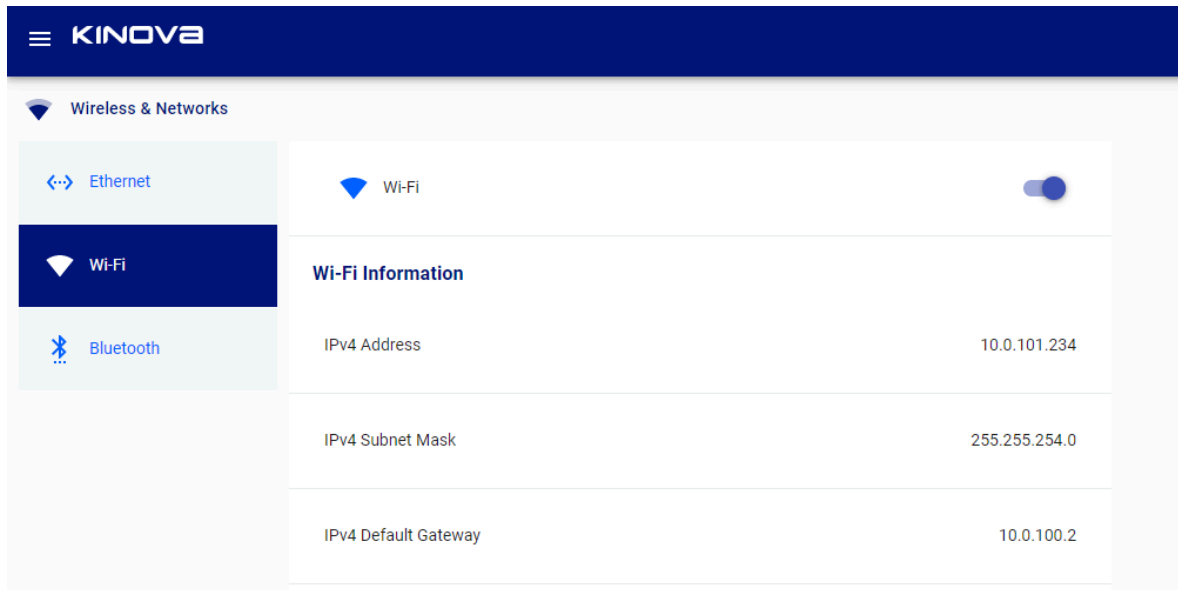 KINOVA
Wireless & Networks
Ethernet
Wi-Fi
Bluetooth
Wi-Fi
Wi-Fi Information
IPv4 Address 10.0.101.234
IPv4 Subnet Mask 255.255.254.0
IPv4 Default Gateway 10.0.100.2